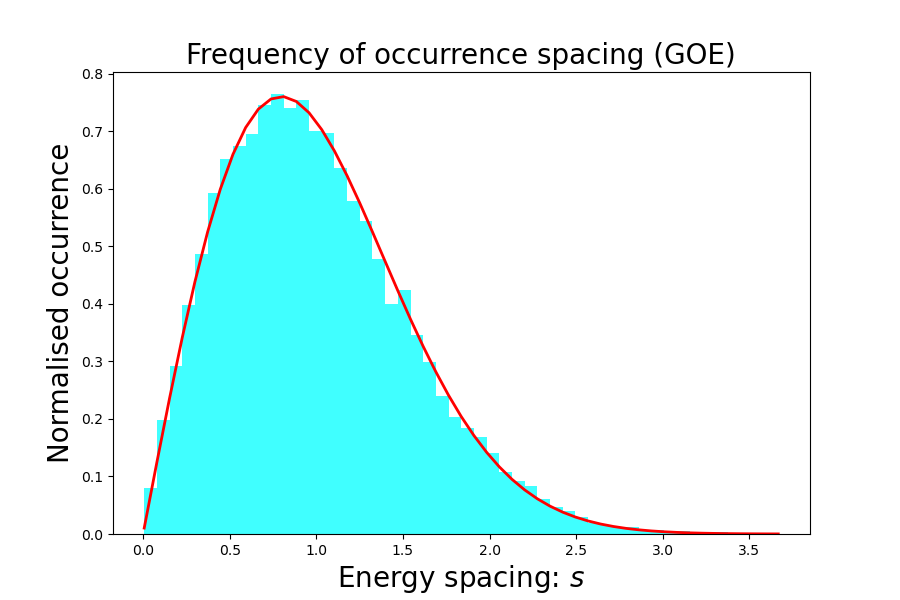 Frequency of occurrence spacing (GOE)
Normalised occurrence
0.8
0.7
0.6
0.5
0.4
0.3
0.2
0.1
0.0
0.0 0.5 1.0 1.5 2.0 2.5 3.0 3.5
Energy spacing: s